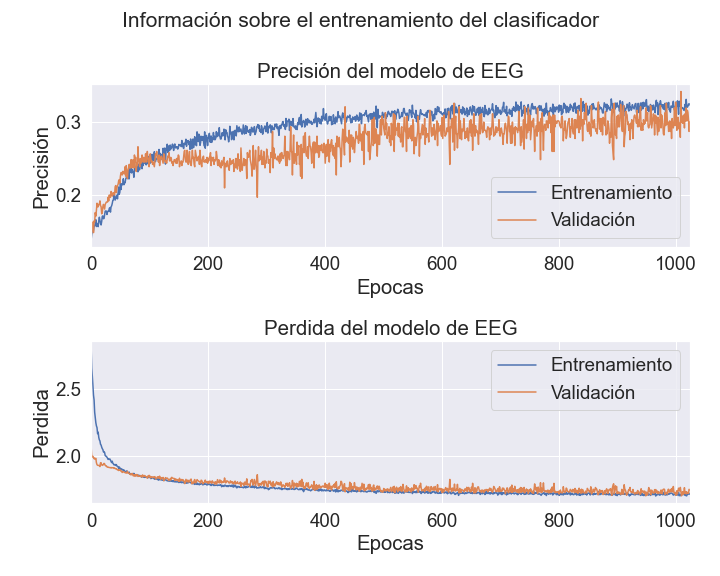 Información sobre el entrenamiento del clasificador
Precisión del modelo de EEG
0.3
0.2
Precisión
Entrenamiento
Validación
0 200 400 600 800 1000
Epocas
Perdida del modelo de EEG
2.5
2.0
Perdida
Entrenamiento
Validación
0 200 400 600 800 1000
Epocas